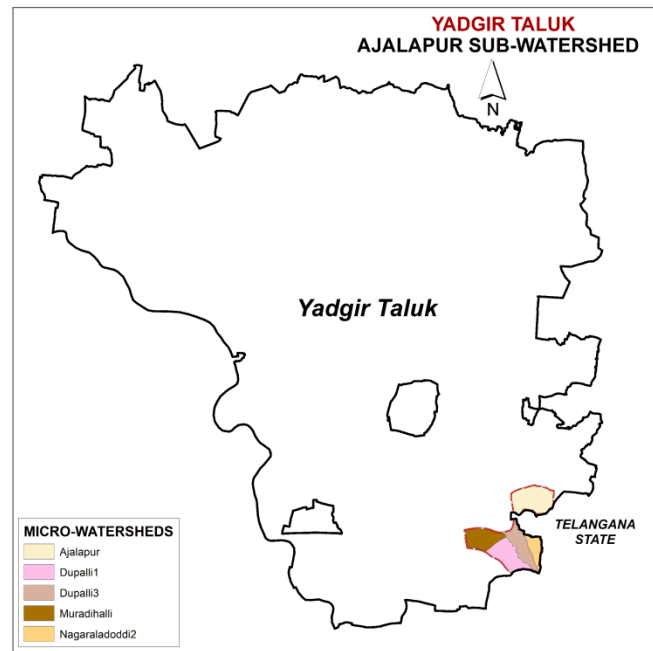 YADGIR TALUK
AJALAPUR SUB-WATERSHED
N
Yadgir Taluk
TELANGANA
STATE
MICRO-WATERSHEDS
Ajalapur
Dupalli1
Dupalli3
Muradihalli
Nagaraladoddi2